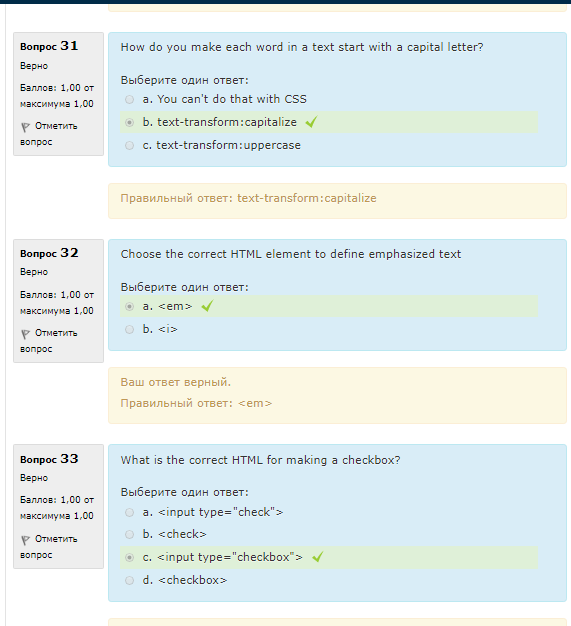 Вопрос 31
Верно
Баллов: 1,00 от
максимума 1,00
Отметить
вопрос
How do you make each word in a text start with a capital letter?
Выберите один ответ:
a. You can't do that with CSS
b. text-transform:capitalize
c. text-transform:uppercase
Правильный ответ: text-transform:capitalize
Вопрос 32
Верно
Баллов: 1,00 от
максимума 1,00
Отметить
вопрос
Choose the correct HTML element to define emphasized text
Выберите один ответ:
a. <em>
b. <i>
Ваш ответ верный.
Правильный ответ: <em>
Вопрос 33
Верно
Баллов: 1,00 от
максимума 1,00
Отметить
вопрос
What is the correct HTML for making a checkbox?
Выберите один ответ:
a. <input type="check">
b. <check>
c. <input type="checkbox">
d. <checkbox>